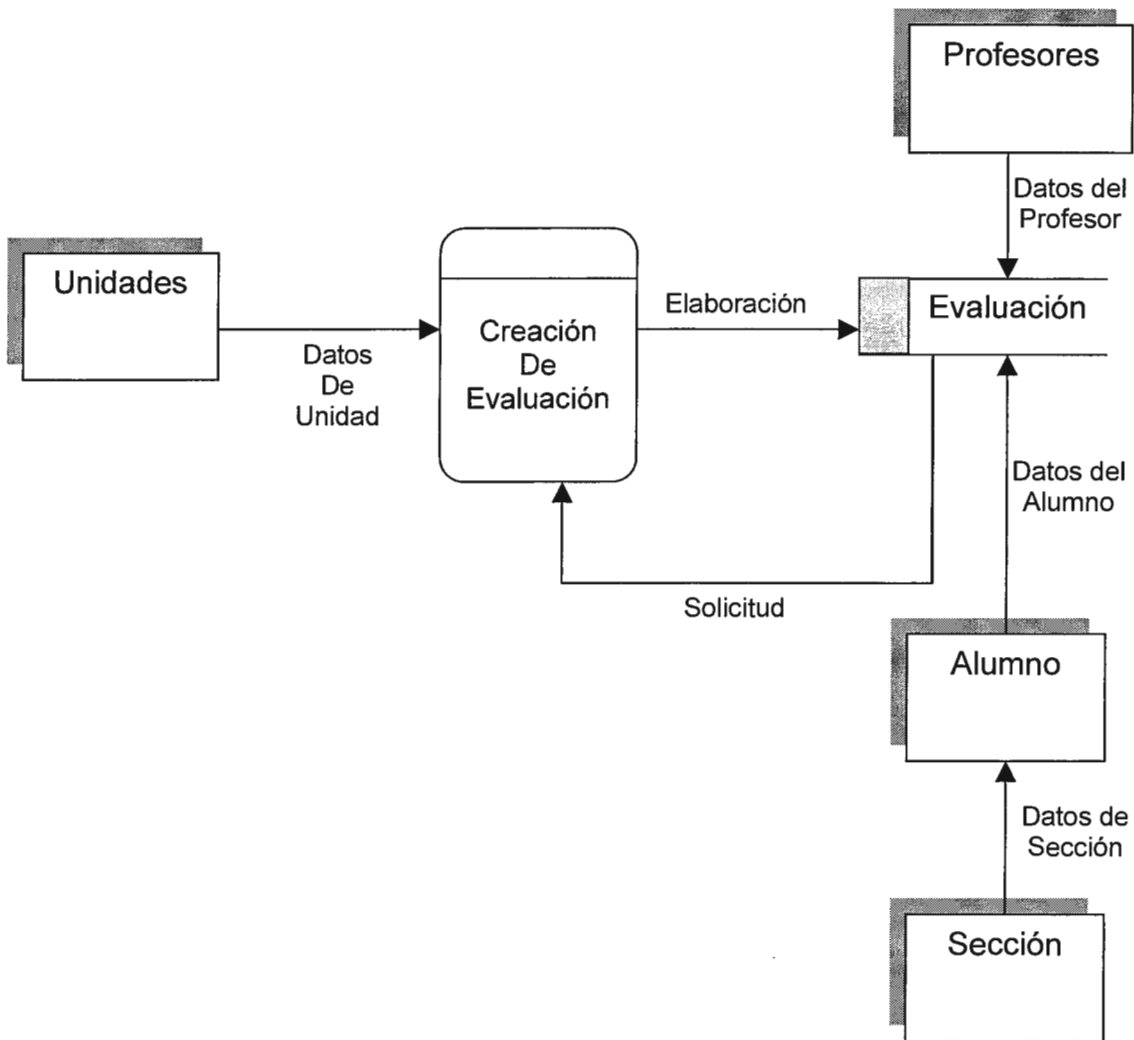 Profesores
Datos del
Profesor
Unidades
Creación
De
Evaluación
Elaboración
Evaluación
Datos
De
Unidad
Datos del
Alumno
Solicitud
Alumno
Datos de
Sección
Sección